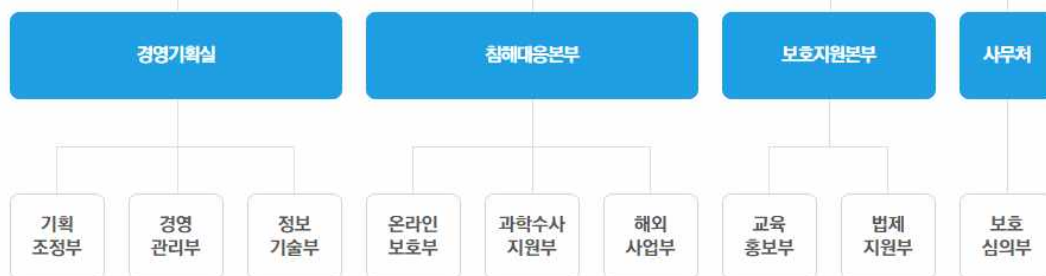 경영기획실
침해대응본부
보호지원본부
사무처
기획
조정부
경영
관리부
정보
기술부
온라인
보호부
과학수사
지원부
해외
사업부
교육
홍보부
법제
지원부
보호
심의부